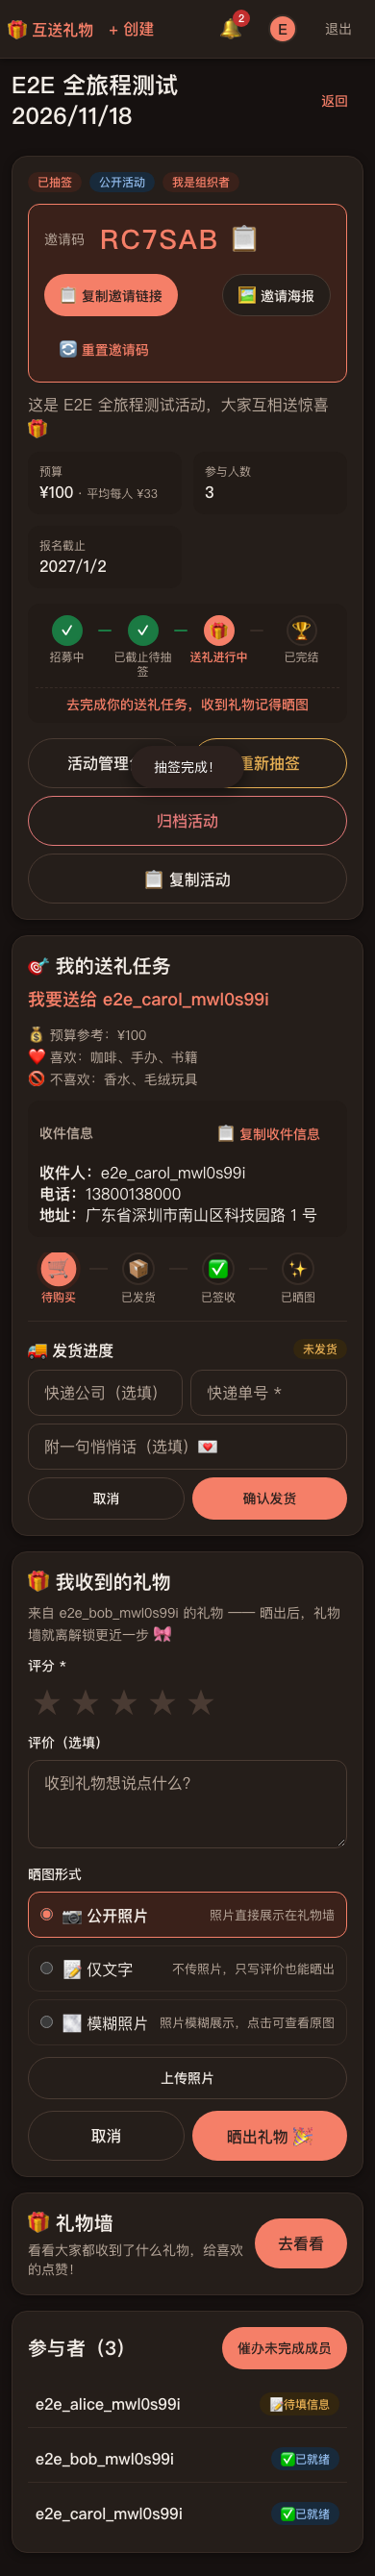 🎁 互送礼物 + 创建 🔔 2 E 退出
E2E 全旅程测试
2026/11/18
返回
已抽签 公开活动 我是组织者
邀请码 RC7SAB 📋
📋 复制邀请链接 🖼️ 邀请海报
🔄 重置邀请码
这是 E2E 全旅程测试活动，大家互相送惊喜
🎁
预算 参与人数
¥100 · 平均每人 ¥33 3
报名截止
2027/1/2
✓ ✓ 🎁 🏆
招募中 已截止待抽签 送礼进行中 已完结
去完成你的送礼任务，收到礼物记得晒图
活动管理 抽签完成！ 重新抽签
归档活动
📋 复制活动
🎯 我的送礼任务
我要送给 e2e_carol_mwl0s99i
💰 预算参考：¥100
❤️ 喜欢：咖啡、手办、书籍
🚫 不喜欢：香水、毛绒玩具
收件信息 📋 复制收件信息
收件人：e2e_carol_mwl0s99i
电话：13800138000
地址：广东省深圳市南山区科技园路 1 号
🛒 📦 ✅ ✨
待购买 已发货 已签收 已晒图
🚚 发货进度 未发货
快递公司（选填） 快递单号 *
附一句悄悄话（选填）💌
取消 确认发货
🎁 我收到的礼物
来自 e2e_bob_mwl0s99i 的礼物 —— 晒出后，礼物
墙就离解锁更近一步 🎀
评分 *
★ ★ ★ ★ ★
评价（选填）
收到礼物想说点什么？
晒图形式
📷 公开照片 照片直接展示在礼物墙
📝 仅文字 不传照片，只写评价也能晒出
🌫️ 模糊照片 照片模糊展示，点击可查看原图
上传照片
取消 晒出礼物 🎉
🎁 礼物墙
看看大家都收到了什么礼物，给喜欢
的点赞！
去看看
参与者（3） 催办未完成成员
e2e_alice_mwl0s99i 📝待填信息
e2e_bob_mwl0s99i ✅已就绪
e2e_carol_mwl0s99i ✅已就绪